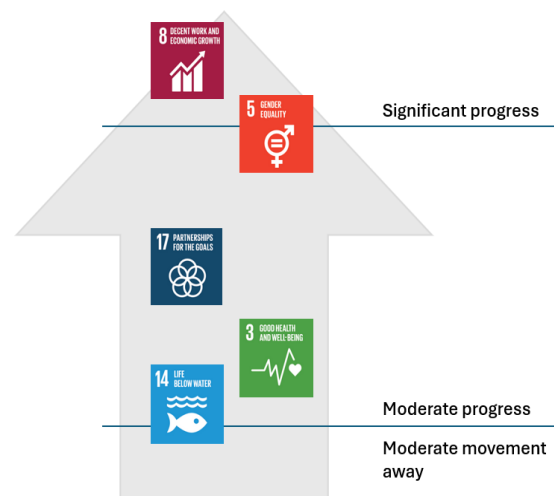 8 DECENT WORK AND
ECONOMIC GROWTH
5 GENDER
EQUALITY
Significant progress
17 PARTNERSHIPS
FOR THE GOALS
3 GOOD HEALTH
AND WELL-BEING
14 LIFE
BELOW WATER
Moderate progress
Moderate movement
away